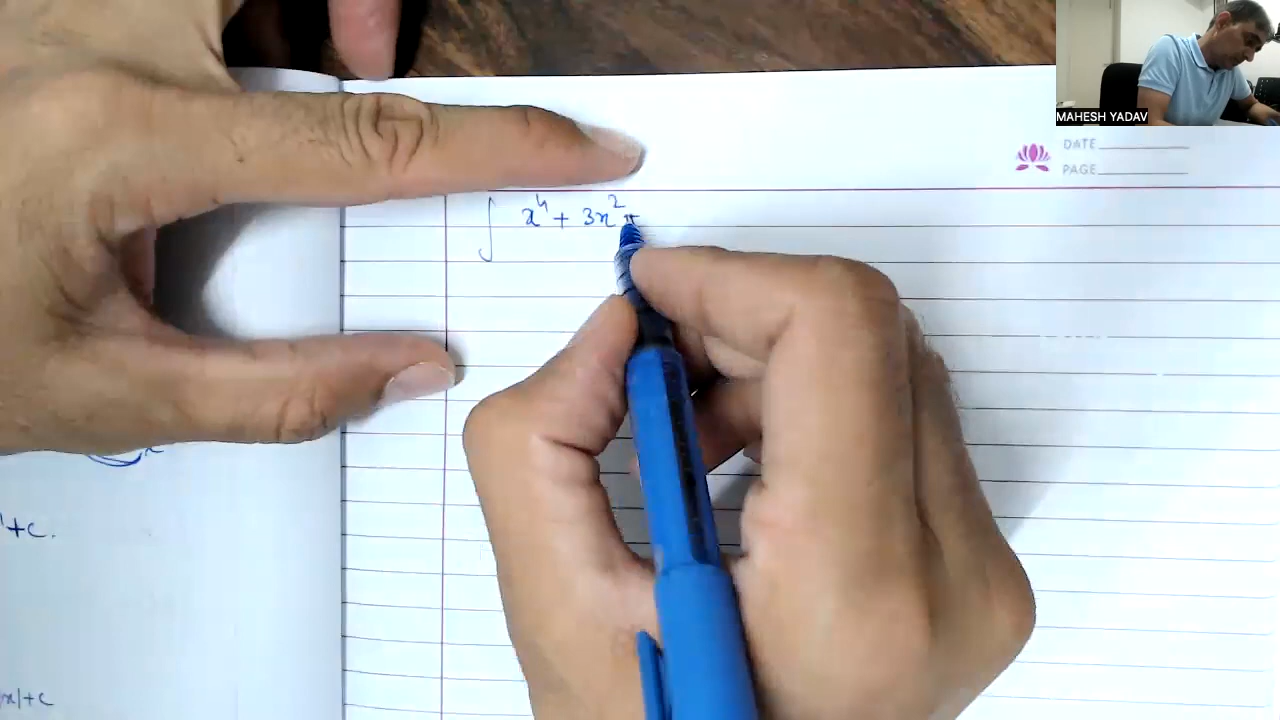 MAHESH YADAV
DATE
PAGE
∫ x⁴ + 3x²
'+c.
x|+c